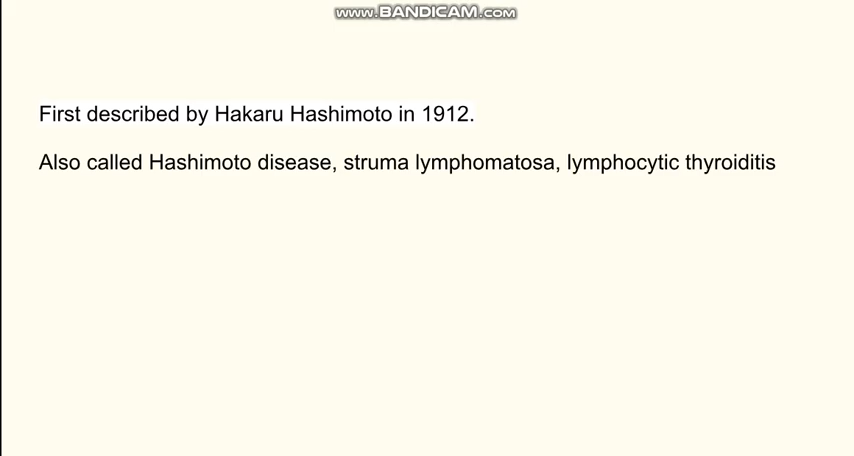 www.BANDICAM.com
First described by Hakaru Hashimoto in 1912.
Also called Hashimoto disease, struma lymphomatosa, lymphocytic thyroiditis